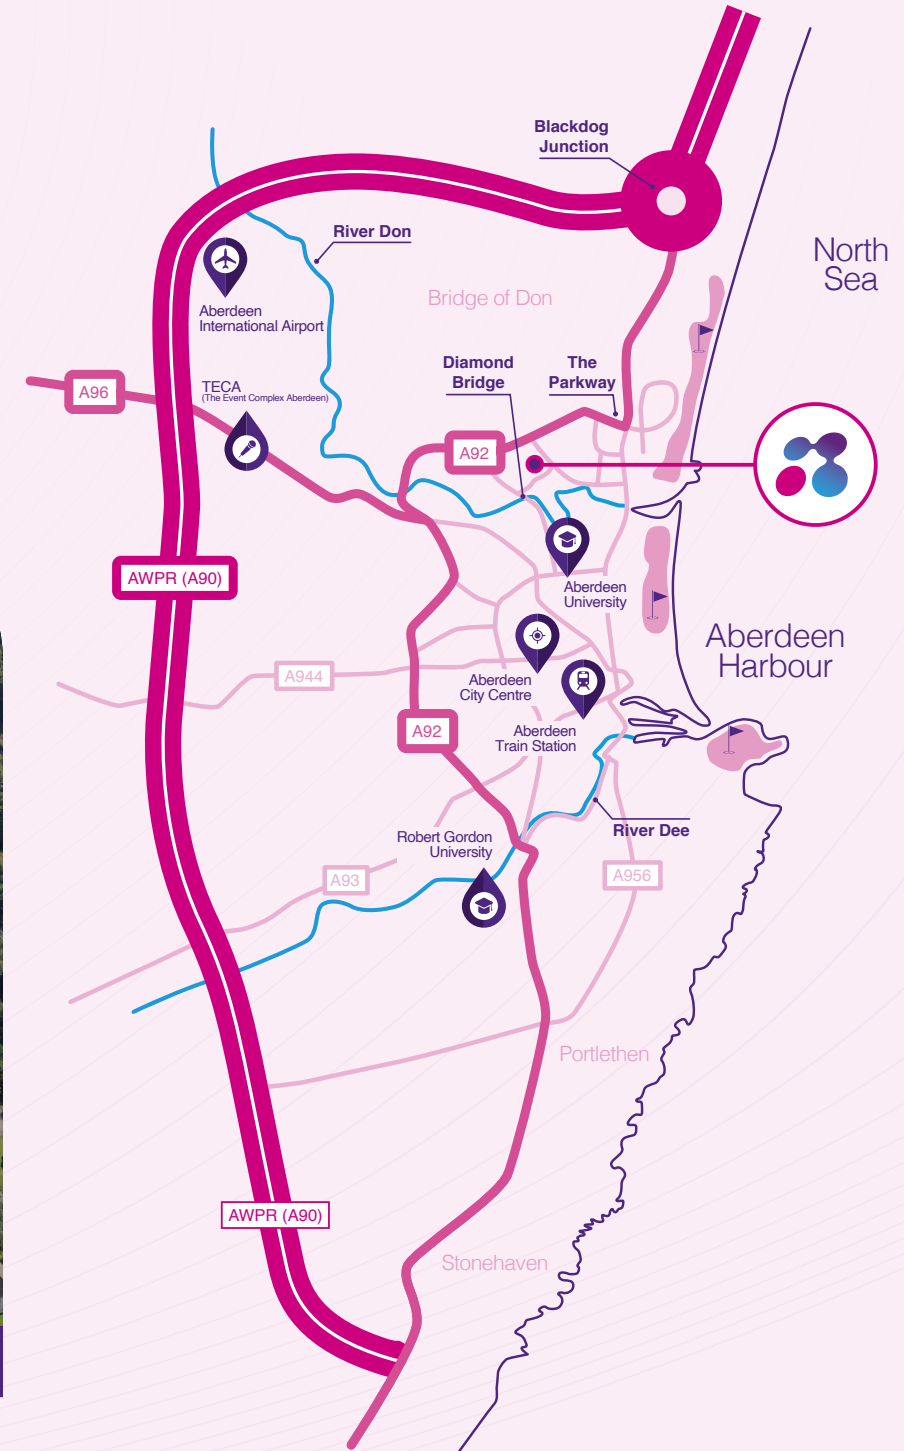 Blackdog
Junction
River Don
North
Sea
Aberdeen
International Airport
Bridge of Don
Diamond
Bridge
The
Parkway
A96
TECA
(The Event Complex Aberdeen)
A92
AWPR (A90)
Aberdeen
University
Aberdeen
Harbour
A944
Aberdeen
City Centre
A92
Aberdeen
Train Station
River Dee
Robert Gordon
University
A93
A956
Portlethen
AWPR (A90)
Stonehaven